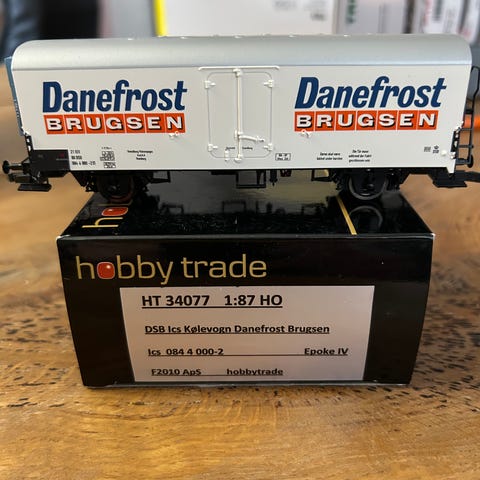 Danefrost
BRUGSEN
Danefrost
BRUGSEN
hobby trade
HT 34077 1:87 HO
DSB Ics Kølevogn Danefrost Brugsen
Ics 084 4 000-2 Epoke IV
F2010 ApS hobbytrade